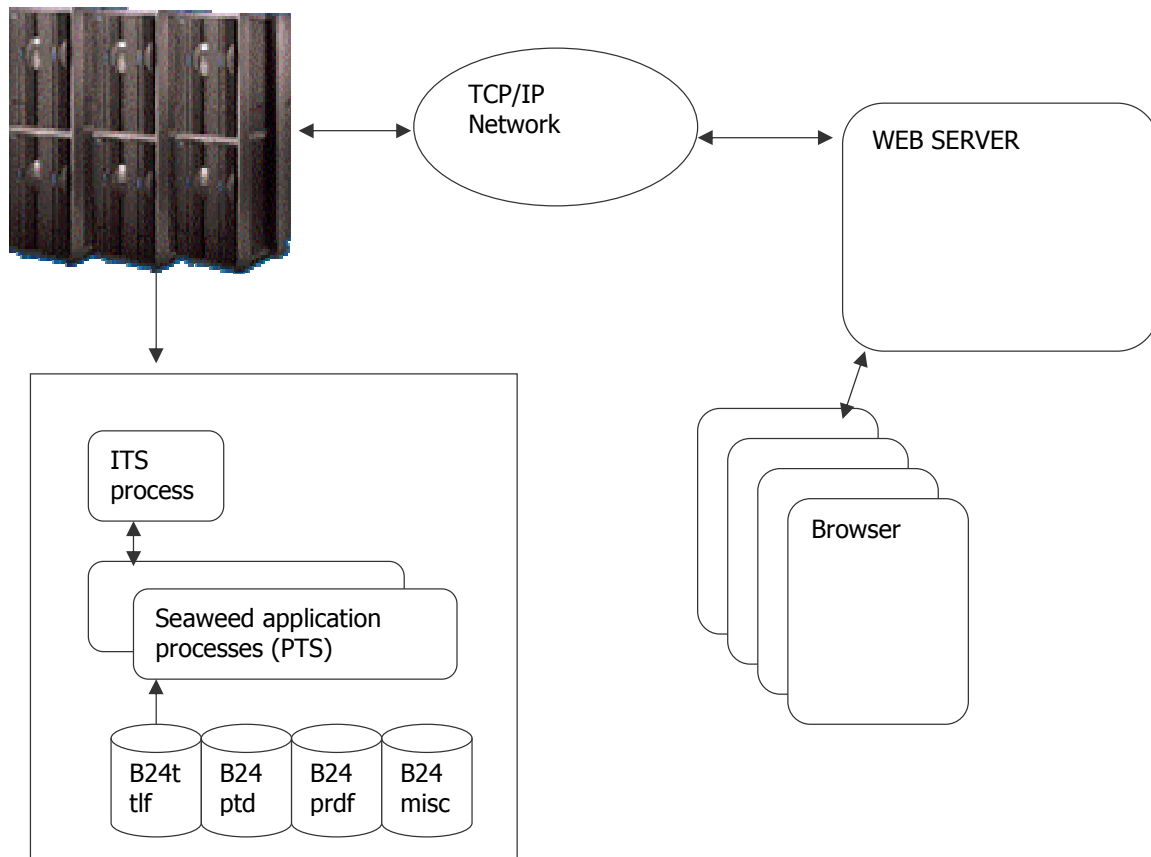 TCP/IP
Network
WEB SERVER
ITS
process
Seaweed application
processes (PTS)
Browser
B24t
tlf
B24
ptd
B24
prdf
B24
misc